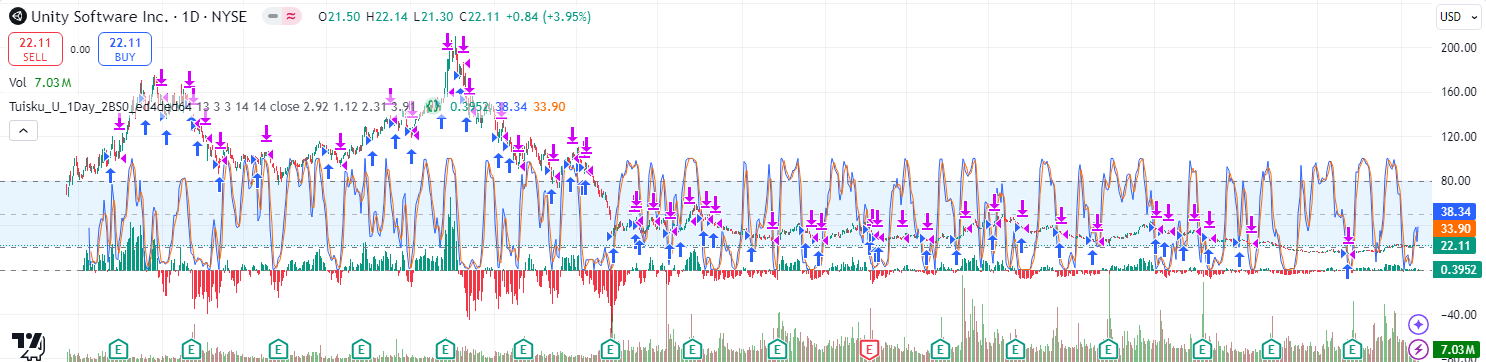 Unity Software Inc. · 1D · NYSE O21.50 H22.14 L21.30 C22.11 +0.84 (+3.95%)
USD
22.11
SELL
0.00
22.11
BUY
Vol 7.03M
Tuisku_U_1Day_2BS0_ed4ded64 13 3 3 14 14 close 2.92 1.12 2.31 3.91 0.3952 38.34 33.90
200.00
160.00
120.00
80.00
38.34
33.90
22.11
0.3952
−40.00
7.03M
E E E E E E E E E E E E E E E E